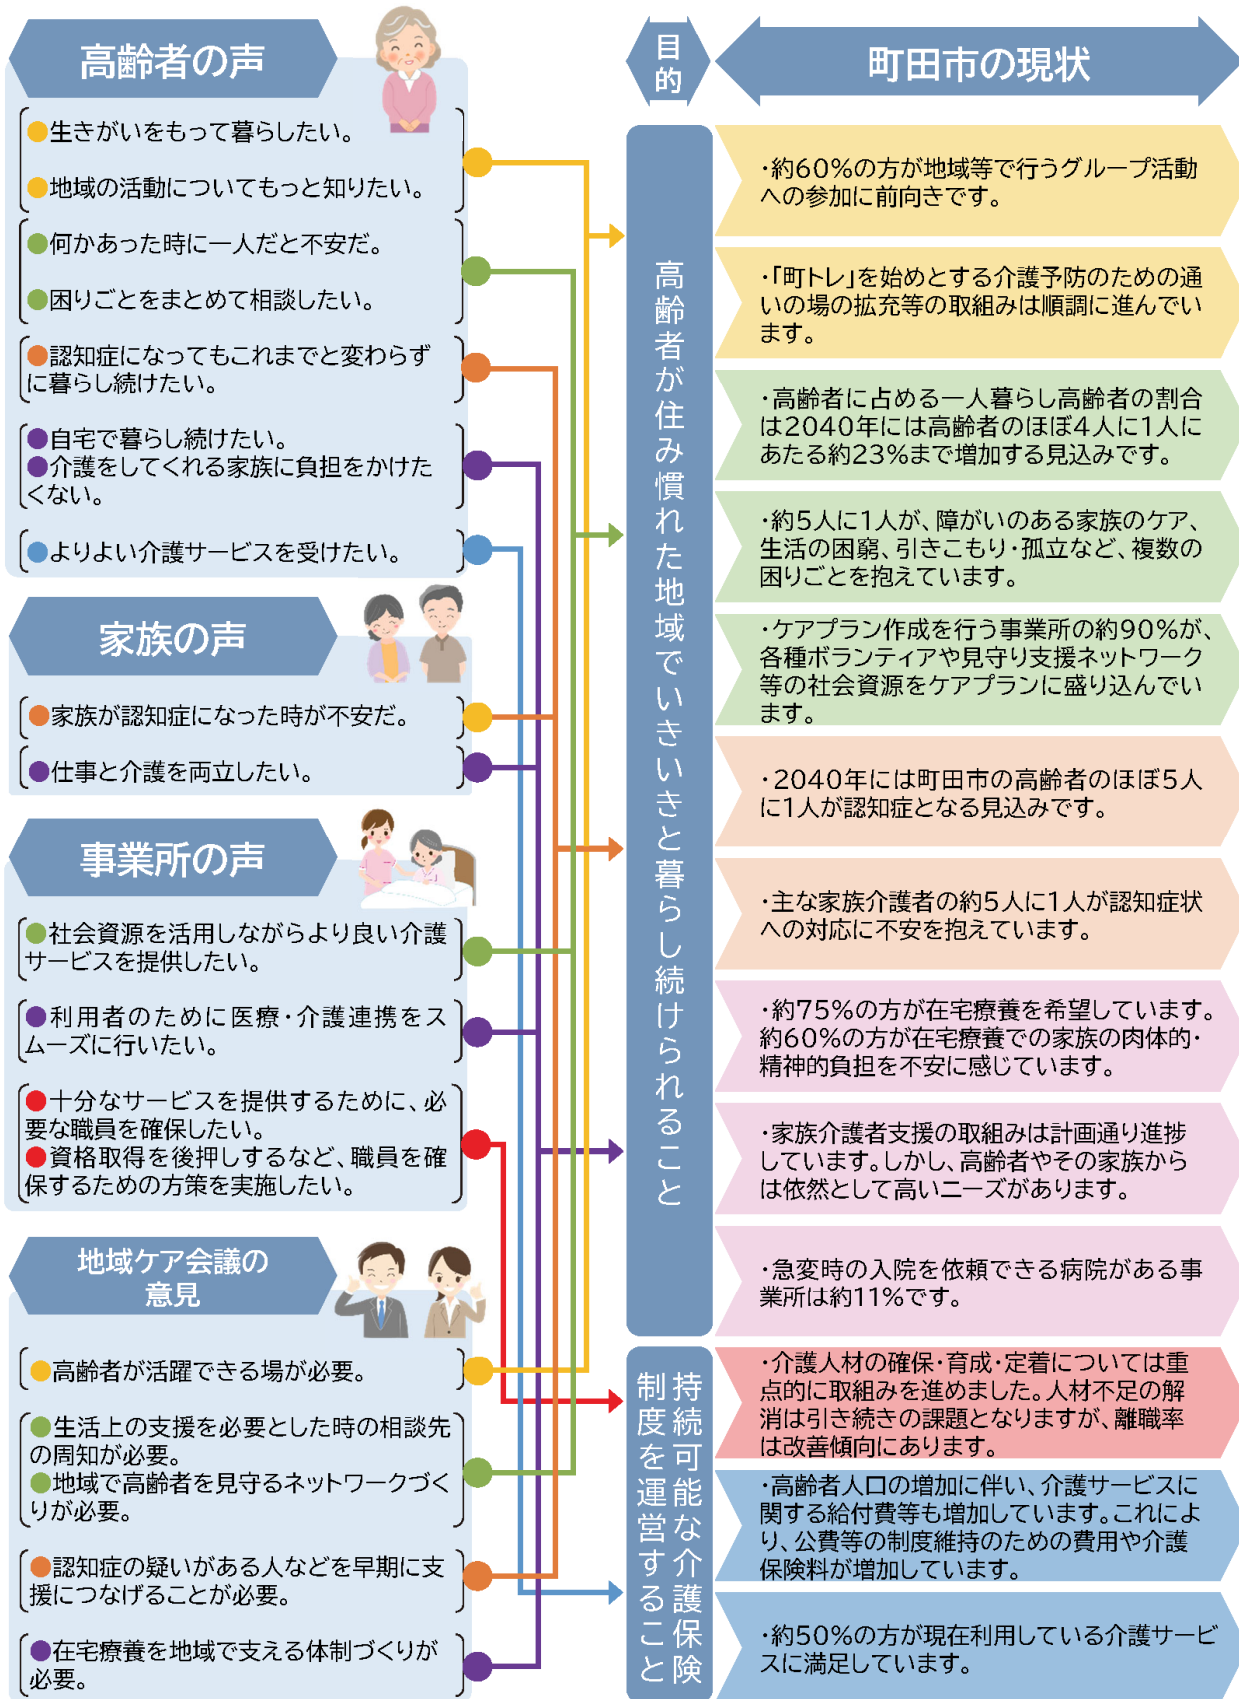 高齢者の声
●生きがいをもって暮らしたい。
●地域の活動についてもっと知りたい。
●何かあった時に一人だと不安だ。
●困りごとをまとめて相談したい。
●認知症になってもこれまでと変わらず
に暮らし続けたい。
●自宅で暮らし続けたい。
●介護をしてくれる家族に負担をかけた
くない。
●よりよい介護サービスを受けたい。
家族の声
●家族が認知症になった時が不安だ。
●仕事と介護を両立したい。
事業所の声
●社会資源を活用しながらより良い介護
サービスを提供したい。
●利用者のために医療・介護連携をス
ムーズに行いたい。
●十分なサービスを提供するために、必
要な職員を確保したい。
●資格取得を後押しするなど、職員を確
保するための方策を実施したい。
地域ケア会議の
意見
●高齢者が活躍できる場が必要。
●生活上の支援を必要とした時の相談先
の周知が必要。
●地域で高齢者を見守るネットワークづく
りが必要。
●認知症の疑いがある人などを早期に支
援につなげることが必要。
●在宅療養を地域で支える体制づくりが
必要。
目的
高齢者が住み慣れた地域でいきいきと暮らし続けられること
持続可能な介護保険
制度を運営すること
町田市の現状
・約60%の方が地域等で行うグループ活動
への参加に前向きです。
・「町トレ」を始めとする介護予防のための通
いの場の拡充等の取組みは順調に進んでい
ます。
・高齢者に占める一人暮らし高齢者の割合
は2040年には高齢者のほぼ4人に1人に
あたる約23%まで増加する見込みです。
・約5人に1人が、障がいのある家族のケア、
生活の困窮、引きこもり・孤立など、複数の
困りごとを抱えています。
・ケアプラン作成を行う事業所の約90%が、
各種ボランティアや見守り支援ネットワーク
等の社会資源をケアプランに盛り込んでい
ます。
・2040年には町田市の高齢者のほぼ5人
に1人が認知症となる見込みです。
・主な家族介護者の約5人に1人が認知症状
への対応に不安を抱えています。
・約75%の方が在宅療養を希望しています。
約60%の方が在宅療養での家族の肉体的・
精神的負担を不安に感じています。
・家族介護者支援の取組みは計画通り進捗
しています。しかし、高齢者やその家族から
は依然として高いニーズがあります。
・急変時の入院を依頼できる病院がある事
業所は約11%です。
・介護人材の確保・育成・定着については重
点的に取組みを進めました。人材不足の解
消は引き続きの課題となりますが、離職率
は改善傾向にあります。
・高齢者人口の増加に伴い、介護サービスに
関する給付費等も増加しています。これによ
り、公費等の制度維持のための費用や介護
保険料が増加しています。
・約50%の方が現在利用している介護サービ
スに満足しています。